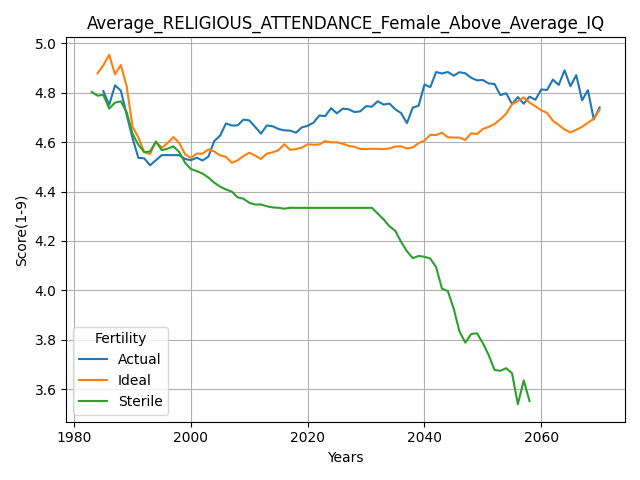 Average_RELIGIOUS_ATTENDANCE_Female_Above_Average_IQ
5.0
4.8
4.6
4.4
4.2
4.0
3.8
3.6
Score(1-9)
Fertility
Actual
Ideal
Sterile
1980 2000 2020 2040 2060
Years